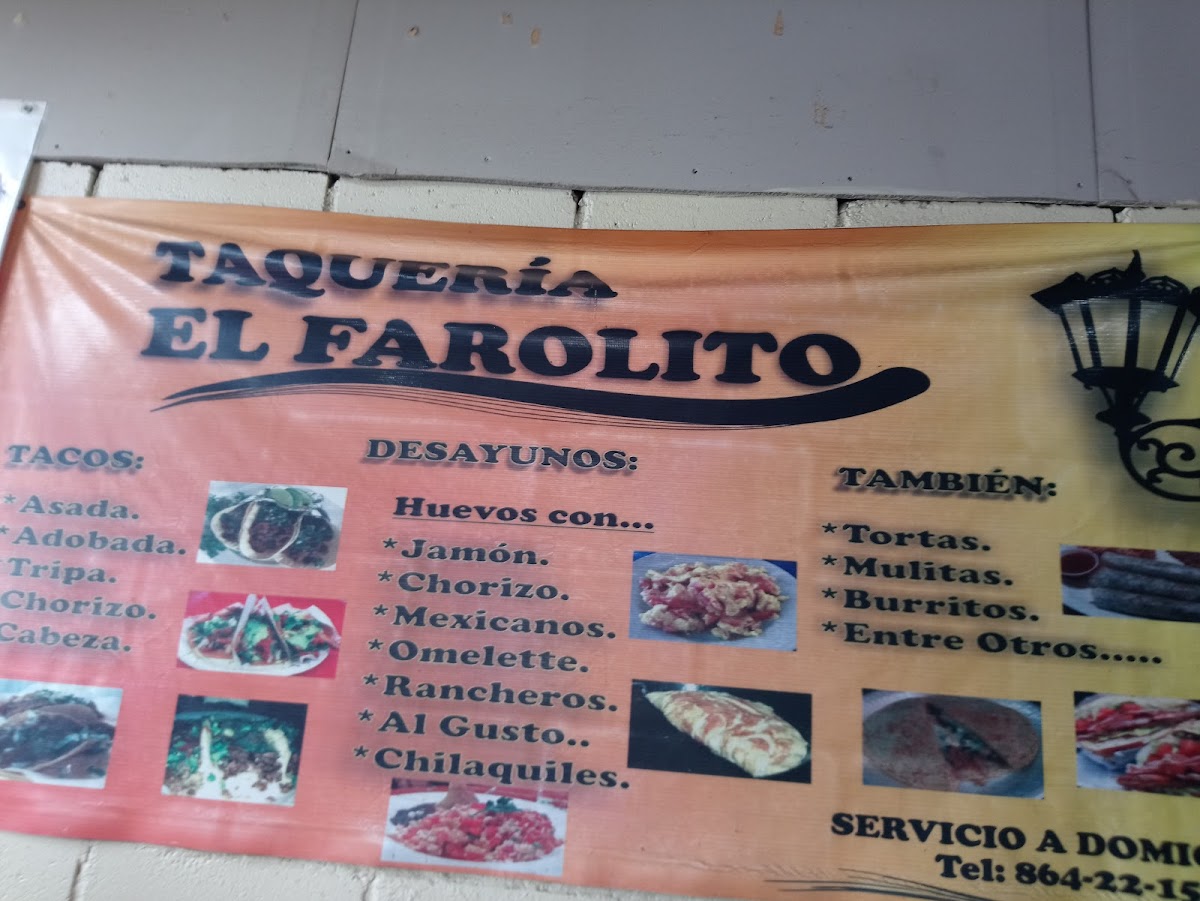 TAQUERÍA
EL FAROLITO
TACOS:
*Asada.
*Adobada.
*Tripa.
Chorizo.
Cabeza.
DESAYUNOS:
Huevos con...
*Jamón.
*Chorizo.
*Mexicanos.
*Omelette.
*Rancheros.
*Al Gusto..
*Chilaquiles.
TAMBIÉN:
*Tortas.
*Mulitas.
*Burritos.
*Entre Otros.....
SERVICIO A
Tel: 864-22-15